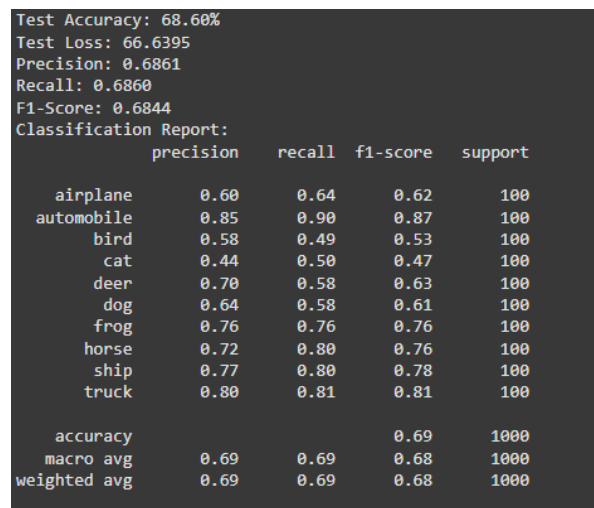 Test Accuracy: 68.60%
Test Loss: 66.6395
Precision: 0.6861
Recall: 0.6860
F1-Score: 0.6844
Classification Report:
precision recall f1-score support
airplane 0.60 0.64 0.62 100
automobile 0.85 0.90 0.87 100
bird 0.58 0.49 0.53 100
cat 0.44 0.50 0.47 100
deer 0.70 0.58 0.63 100
dog 0.64 0.58 0.61 100
frog 0.76 0.76 0.76 100
horse 0.72 0.80 0.76 100
ship 0.77 0.80 0.78 100
truck 0.80 0.81 0.81 100
accuracy 0.69 1000
macro avg 0.69 0.69 0.68 1000
weighted avg 0.69 0.69 0.68 1000